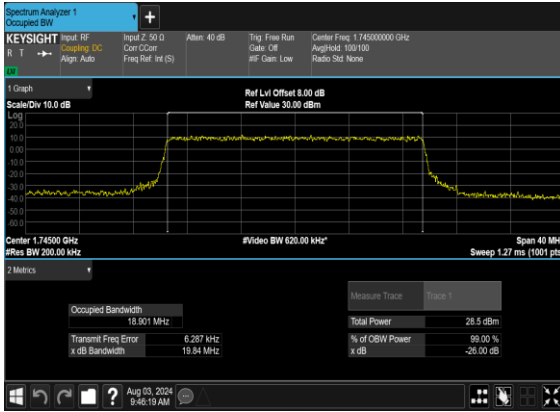 Spectrum Analyzer 1
Occupied BW
+
KEYSIGHT
R T
LXI
Input: RF
Coupling: DC
Align: Auto
Input Z: 50 Ω
Corr CCorr
Freq Ref: Int (S)
Atten: 40 dB
Trig: Free Run
Gate: Off
#IF Gain: Low
Center Freq: 1.745000000 GHz
Avg|Hold: 100/100
Radio Std: None
1 Graph
Scale/Div 10.0 dB
Ref Lvl Offset 8.00 dB
Ref Value 30.00 dBm
Log
20.0
10.0
0.00
-10.0
-20.0
-30.0
-40.0
-50.0
-60.0
Center 1.74500 GHz
#Res BW 200.00 kHz
#Video BW 620.00 kHz*
Span 40 MH
Sweep 1.27 ms (1001 pts
2 Metrics
Measure Trace Trace 1
Occupied Bandwidth
18.901 MHz
Total Power 28.5 dBm
Transmit Freq Error 6.287 kHz
% of OBW Power 99.00 %
x dB Bandwidth 19.84 MHz
x dB -26.00 dB
?
Aug 03, 2024
9:46:19 AM